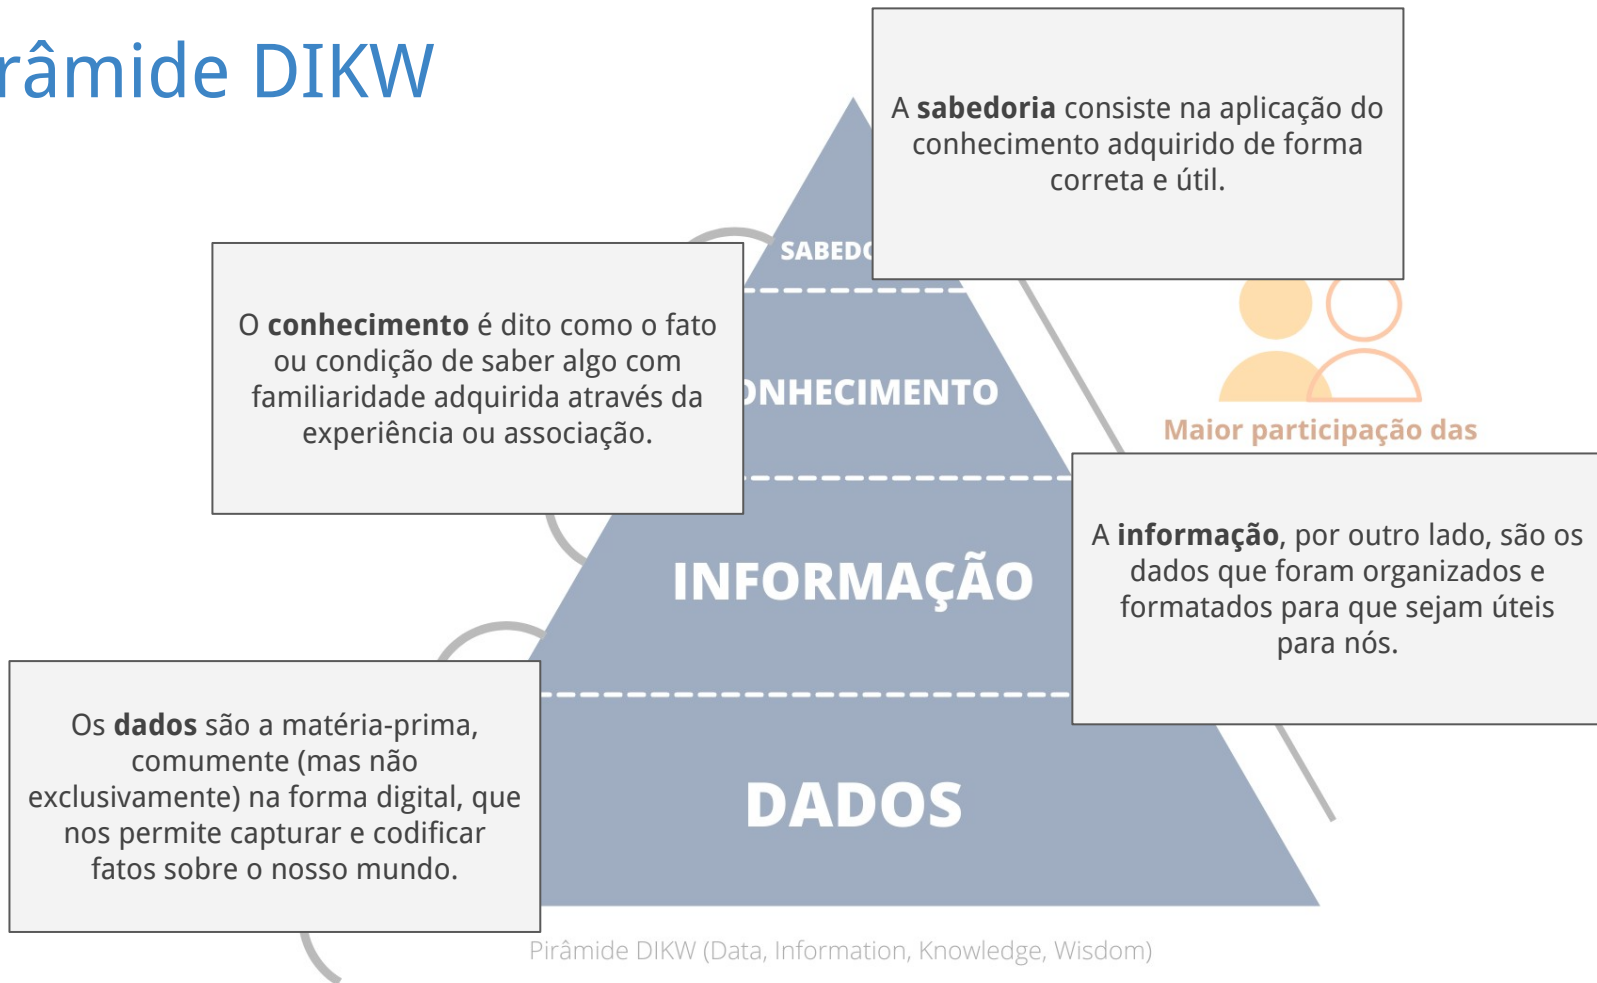 râmide DIKW
A sabedoria consiste na aplicação do
conhecimento adquirido de forma
correta e útil.
SABEDO
O conhecimento é dito como o fato
ou condição de saber algo com
familiaridade adquirida através da
experiência ou associação.
ONHECIMENTO
Maior participação das
A informação, por outro lado, são os
dados que foram organizados e
formatados para que sejam úteis
para nós.
INFORMAÇÃO
Os dados são a matéria-prima,
comumente (mas não
exclusivamente) na forma digital, que
nos permite capturar e codificar
fatos sobre o nosso mundo.
DADOS
Pirâmide DIKW (Data, Information, Knowledge, Wisdom)